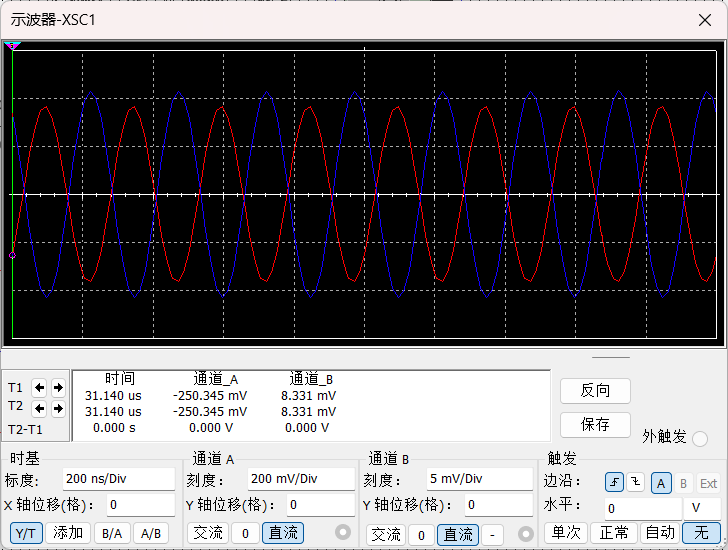 示波器-XSC1
时间 通道_A 通道_B
T1 31.140 us -250.345 mV 8.331 mV
T2 31.140 us -250.345 mV 8.331 mV
T2-T1 0.000 s 0.000 V 0.000 V
反向
保存
外触发
时基
标度: 200 ns/Div
X 轴位移(格): 0
Y/T 添加 B/A A/B
通道 A
刻度: 200 mV/Div
Y 轴位移(格): 0
交流 0 直流
通道 B
刻度: 5 mV/Div
Y 轴位移(格): 0
交流 0 直流 -
触发
边沿: A B Ext
水平: 0 V
单次 正常 自动 无